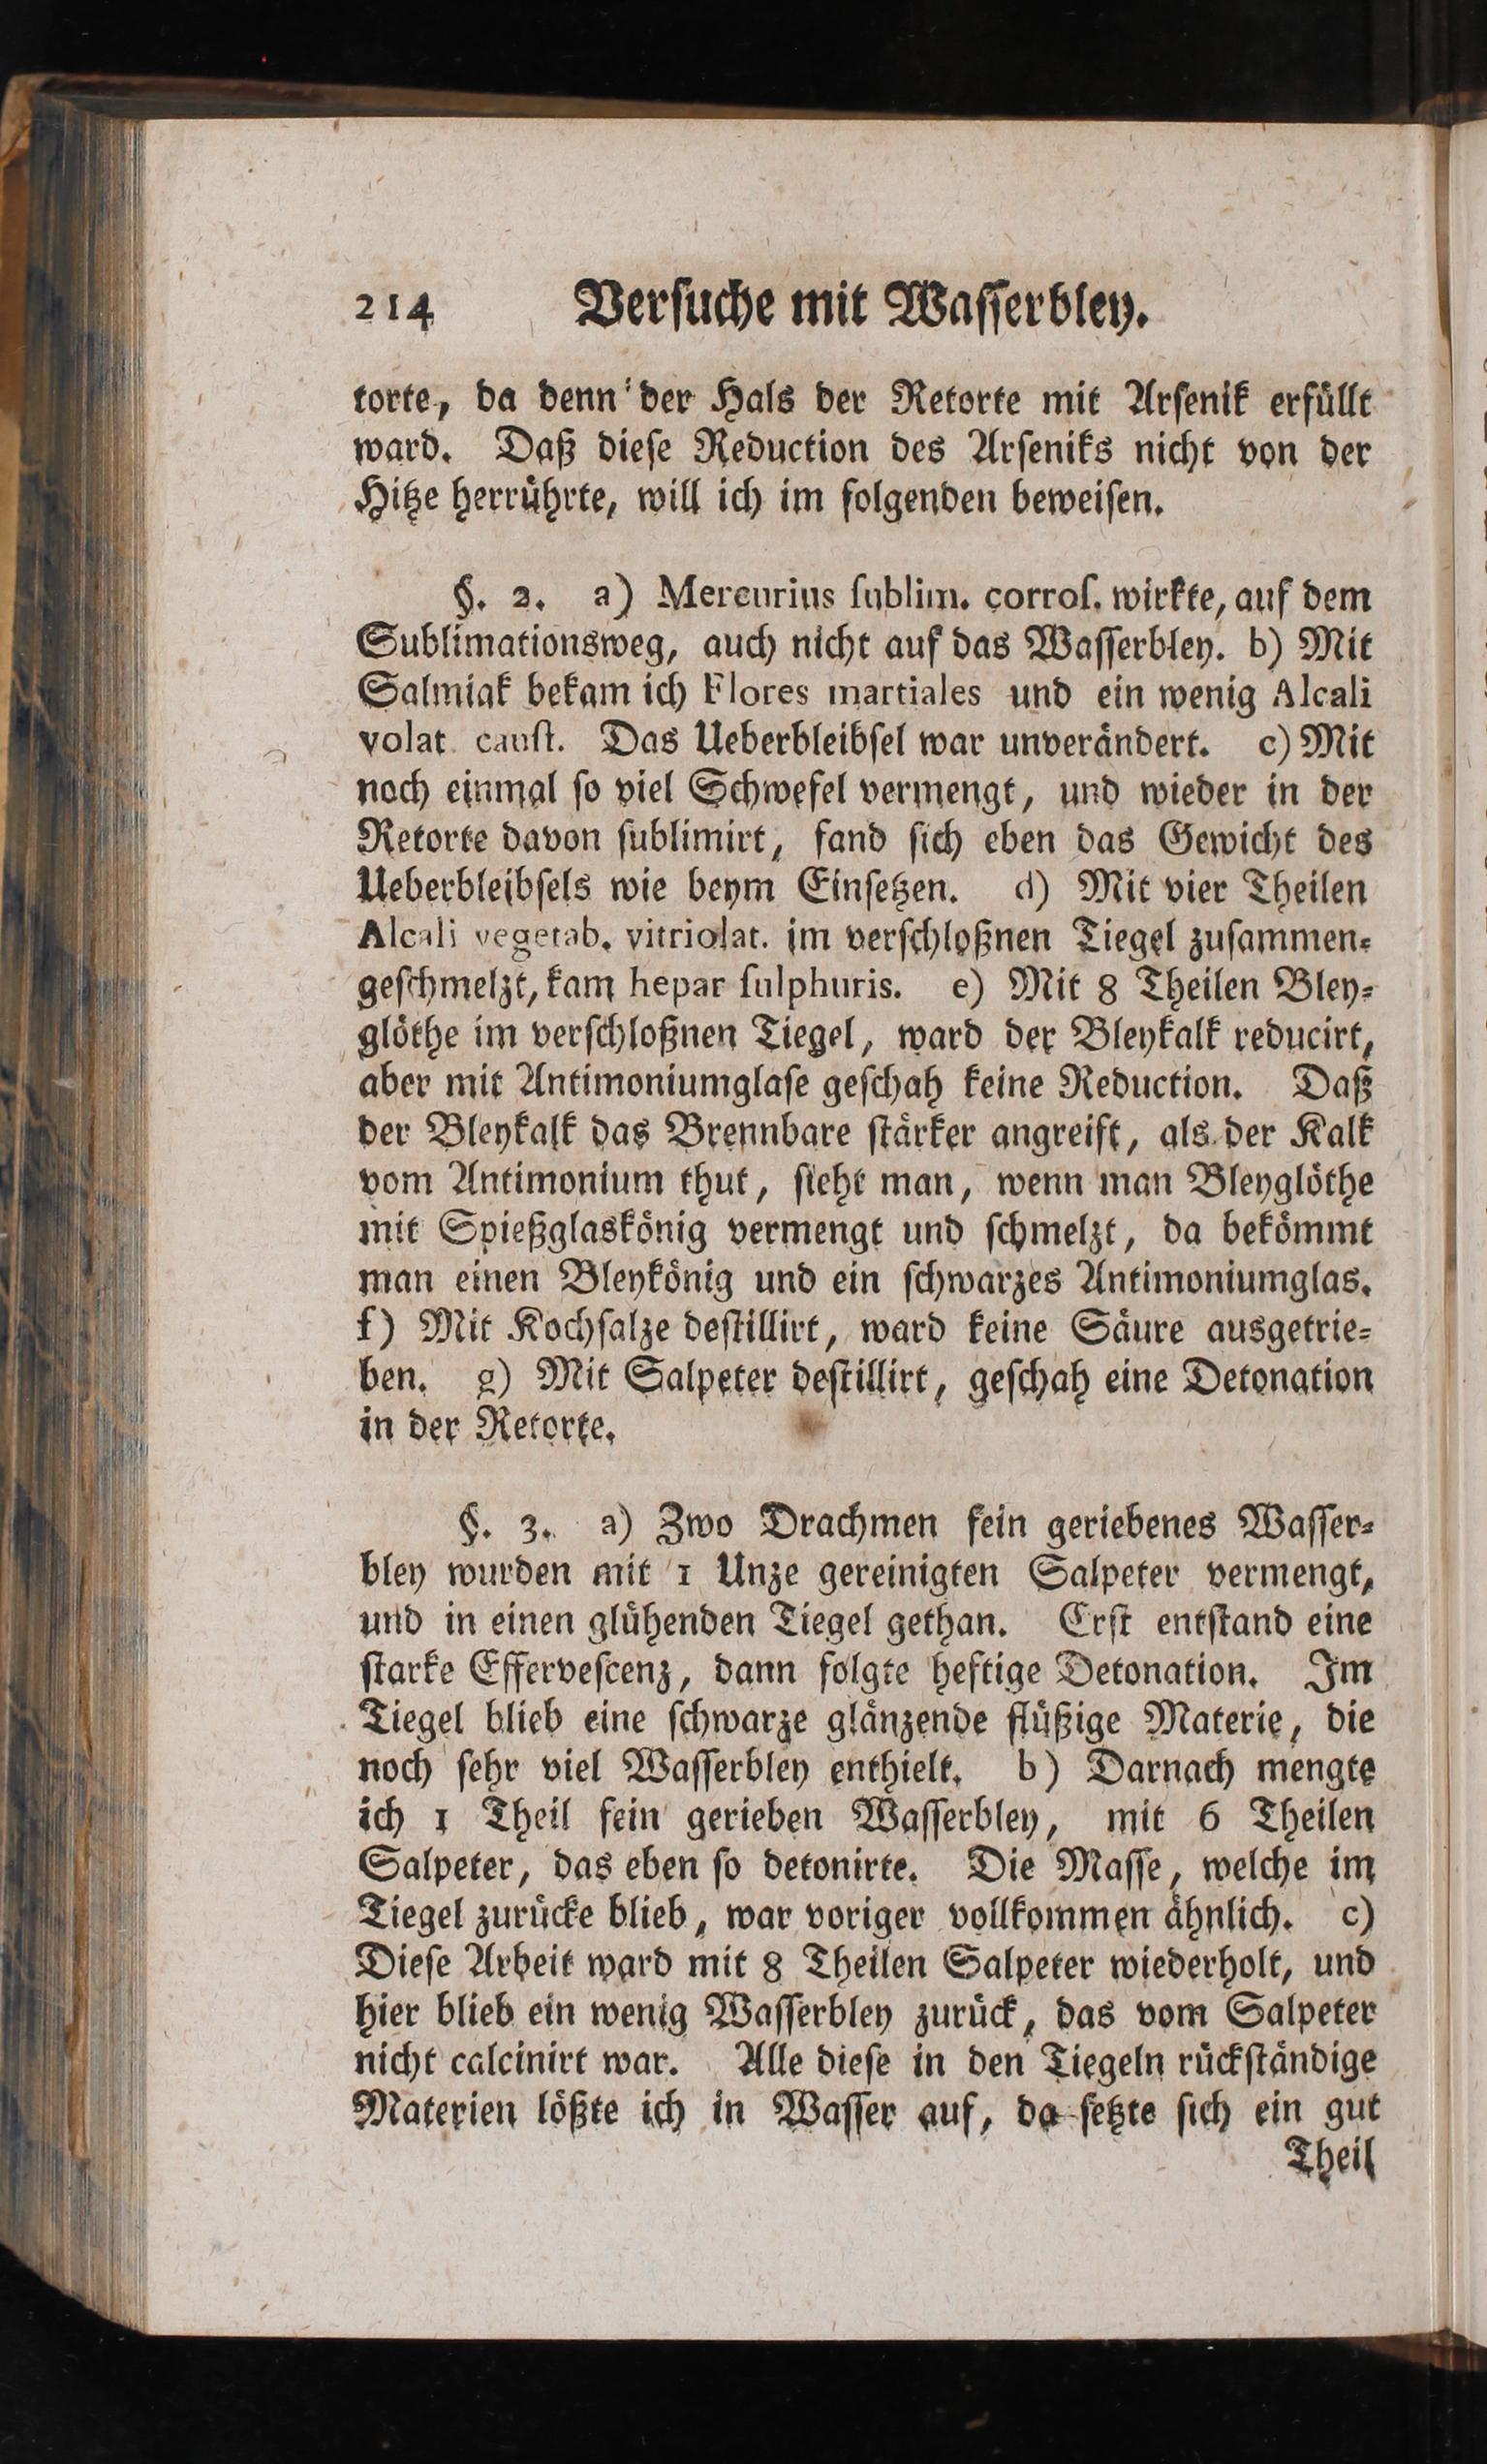 214 Verſuche mit Waſſerbley.
torte, da denn der Hals der Retorte mit Arſenik erfüllt
ward. Daß dieſe Reduction des Arſeniks nicht von der
Hitze herrührte, will ich im folgenden beweiſen.
§. 2. a) Mercurius ſublim. corroſ. wirkte, auf dem
Sublimationsweg, auch nicht auf das Waſſerbley. b) Mit
Salmiak bekam ich Flores martiales und ein wenig Alcali
volat cauſt. Das Ueberbleibſel war unverändert. c) Mit
noch einmal ſo viel Schwefel vermengt, und wieder in der
Retorte davon ſublimirt, fand ſich eben das Gewicht des
Ueberbleibſels wie beym Einſetzen. d) Mit vier Theilen
Alcali vegetab. vitriolat. im verſchloßnen Tiegel zuſammen⸗
geſchmelzt, kam hepar ſulphuris. e) Mit 8 Theilen Bley⸗
glöthe im verſchloßnen Tiegel, ward der Bleykalk reducirt,
aber mit Antimoniumglaſe geſchah keine Reduction. Daß
der Bleykalk das Brennbare ſtärker angreift, als der Kalk
vom Antimonium thut, ſieht man, wenn man Bleyglöthe
mit Spießglaskönig vermengt und ſchmelzt, da bekömmt
man einen Bleykönig und ein ſchwarzes Antimoniumglas.
f) Mit Kochſalze deſtillirt, ward keine Säure ausgetrie⸗
ben. g) Mit Salpeter deſtillirt, geſchah eine Detonation
in der Retorte.
§. 3. a) Zwo Drachmen fein geriebenes Waſſer⸗
bley wurden mit 1 Unze gereinigten Salpeter vermengt,
und in einen glühenden Tiegel gethan. Erſt entſtand eine
ſtarke Efferveſcenz, dann folgte heftige Detonation. Im
Tiegel blieb eine ſchwarze glänzende flüßige Materie, die
noch ſehr viel Waſſerbley enthielt. b) Darnach mengte
ich 1 Theil fein gerieben Waſſerbley, mit 6 Theilen
Salpeter, das eben ſo detonirte. Die Maſſe, welche im
Tiegel zurücke blieb, war voriger vollkommen ähnlich. c)
Dieſe Arbeit ward mit 8 Theilen Salpeter wiederholt, und
hier blieb ein wenig Waſſerbley zurück, das vom Salpeter
nicht calcinirt war. Alle dieſe in den Tiegeln rückſtändige
Materien lößte ich in Waſſer auf, da ſetzte ſich ein gut
Theil